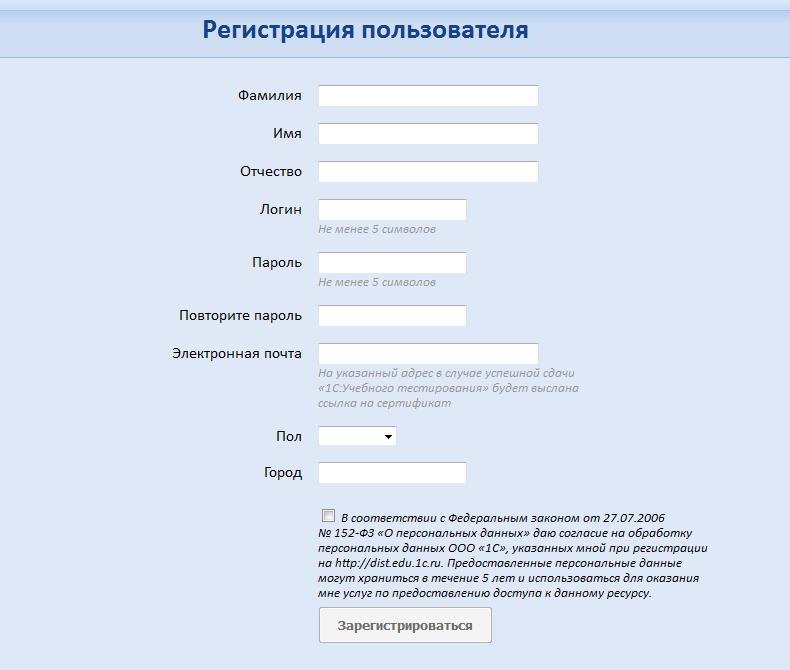 Регистрация пользователя
Фамилия
Имя
Отчество
Логин
Не менее 5 символов
Пароль
Не менее 5 символов
Повторите пароль
Электронная почта
На указанный адрес в случае успешной сдачи
«1С:Учебного тестирования» будет выслана
ссылка на сертификат
Пол
Город
В соответствии с Федеральным законом от 27.07.2006
№ 152-ФЗ «О персональных данных» даю согласие на обработку
персональных данных ООО «1С», указанных мной при регистрации
на http://dist.edu.1c.ru. Предоставленные персональные данные
могут храниться в течение 5 лет и использоваться для оказания
мне услуг по предоставлению доступа к данному ресурсу.
Зарегистрироваться